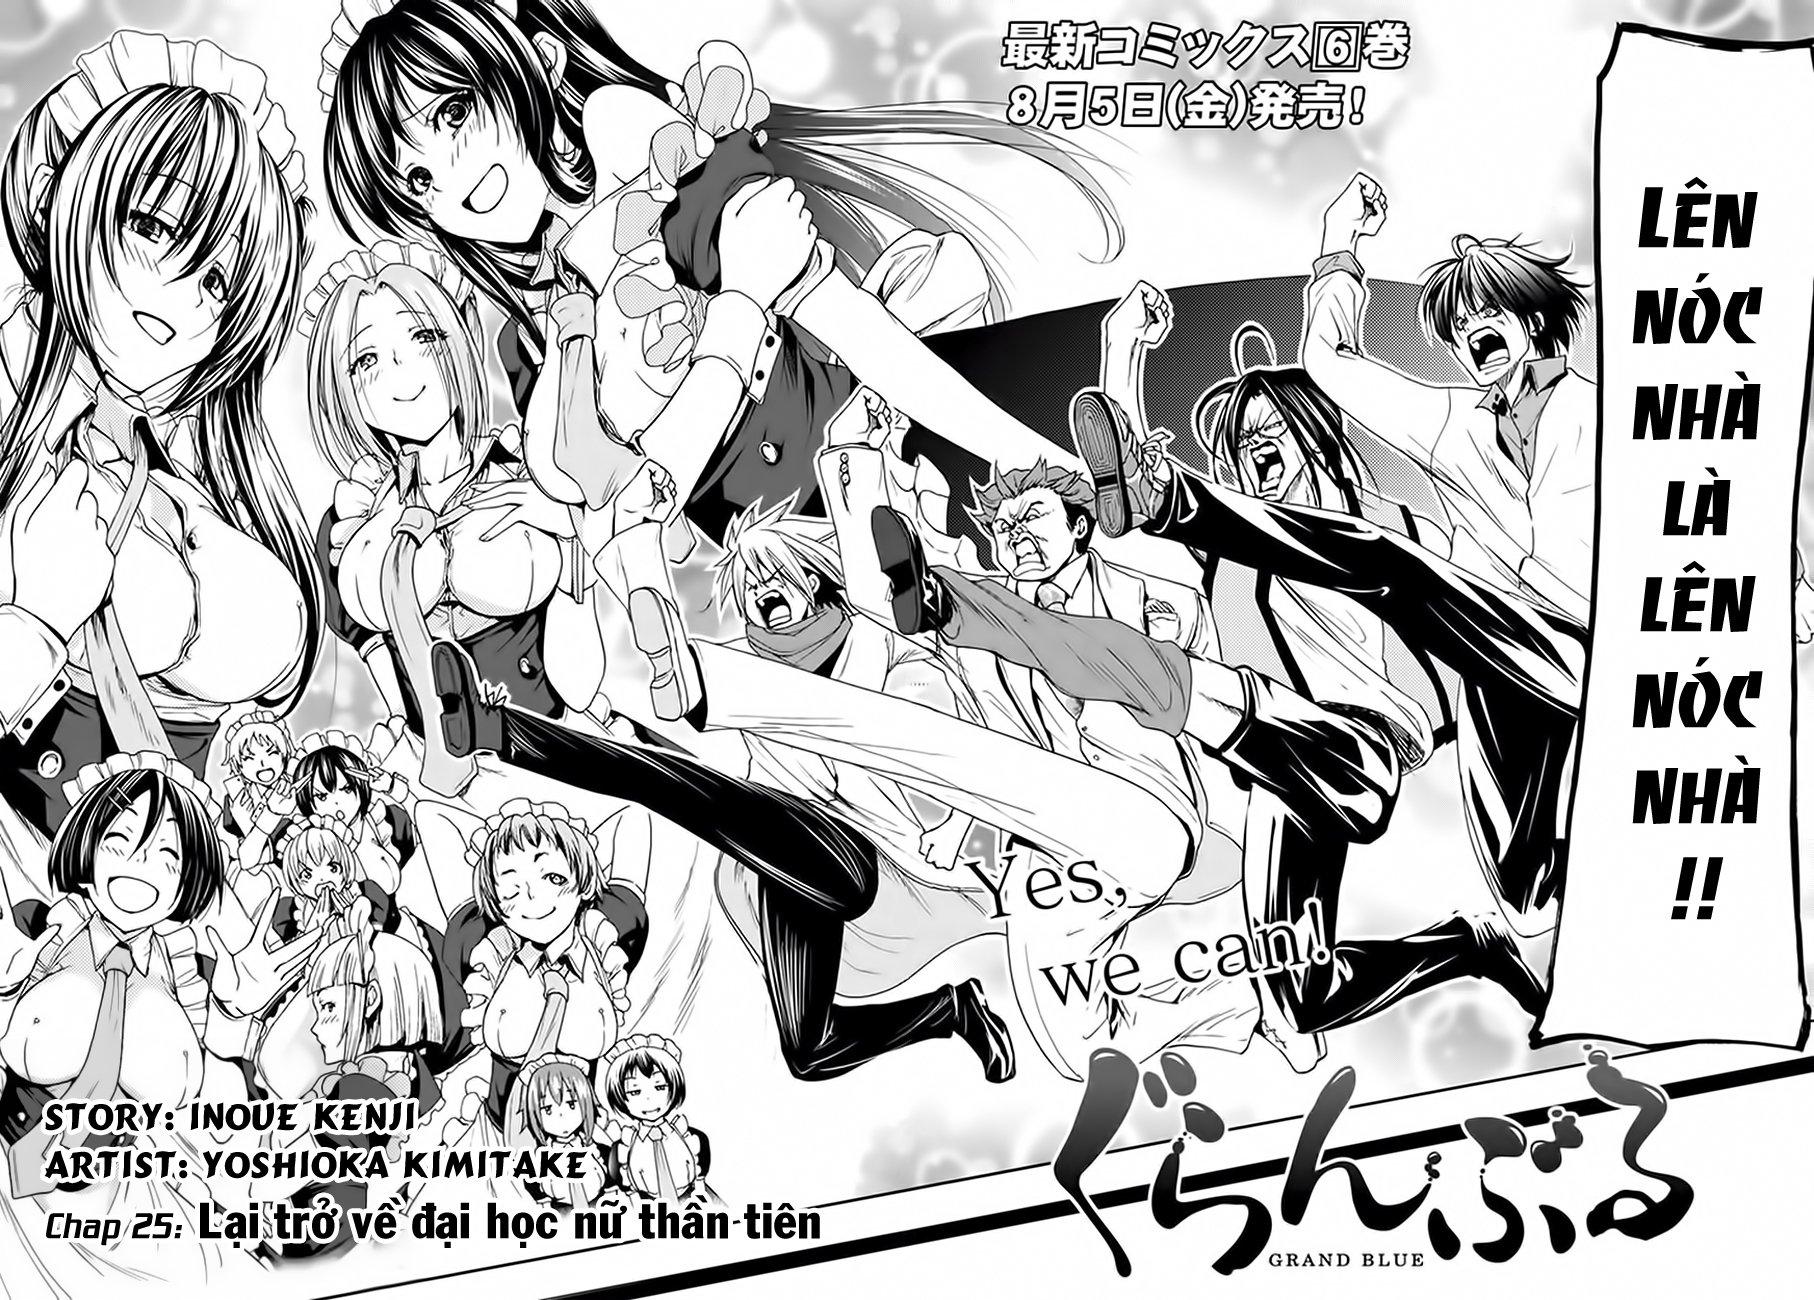 最新コミックス6巻
8月5日(金)発売!
LÊN
NÓC
NHÀ
LÀ
LÊN
NÓC
NHÀ
!!
Yes,
we can!
ぐらんぶる
GRAND BLUE
STORY: INOUE KENJI
ARTIST: YOSHIOKA KIMITAKE
Chap 25: Lại trở về đại học nữ thần tiên